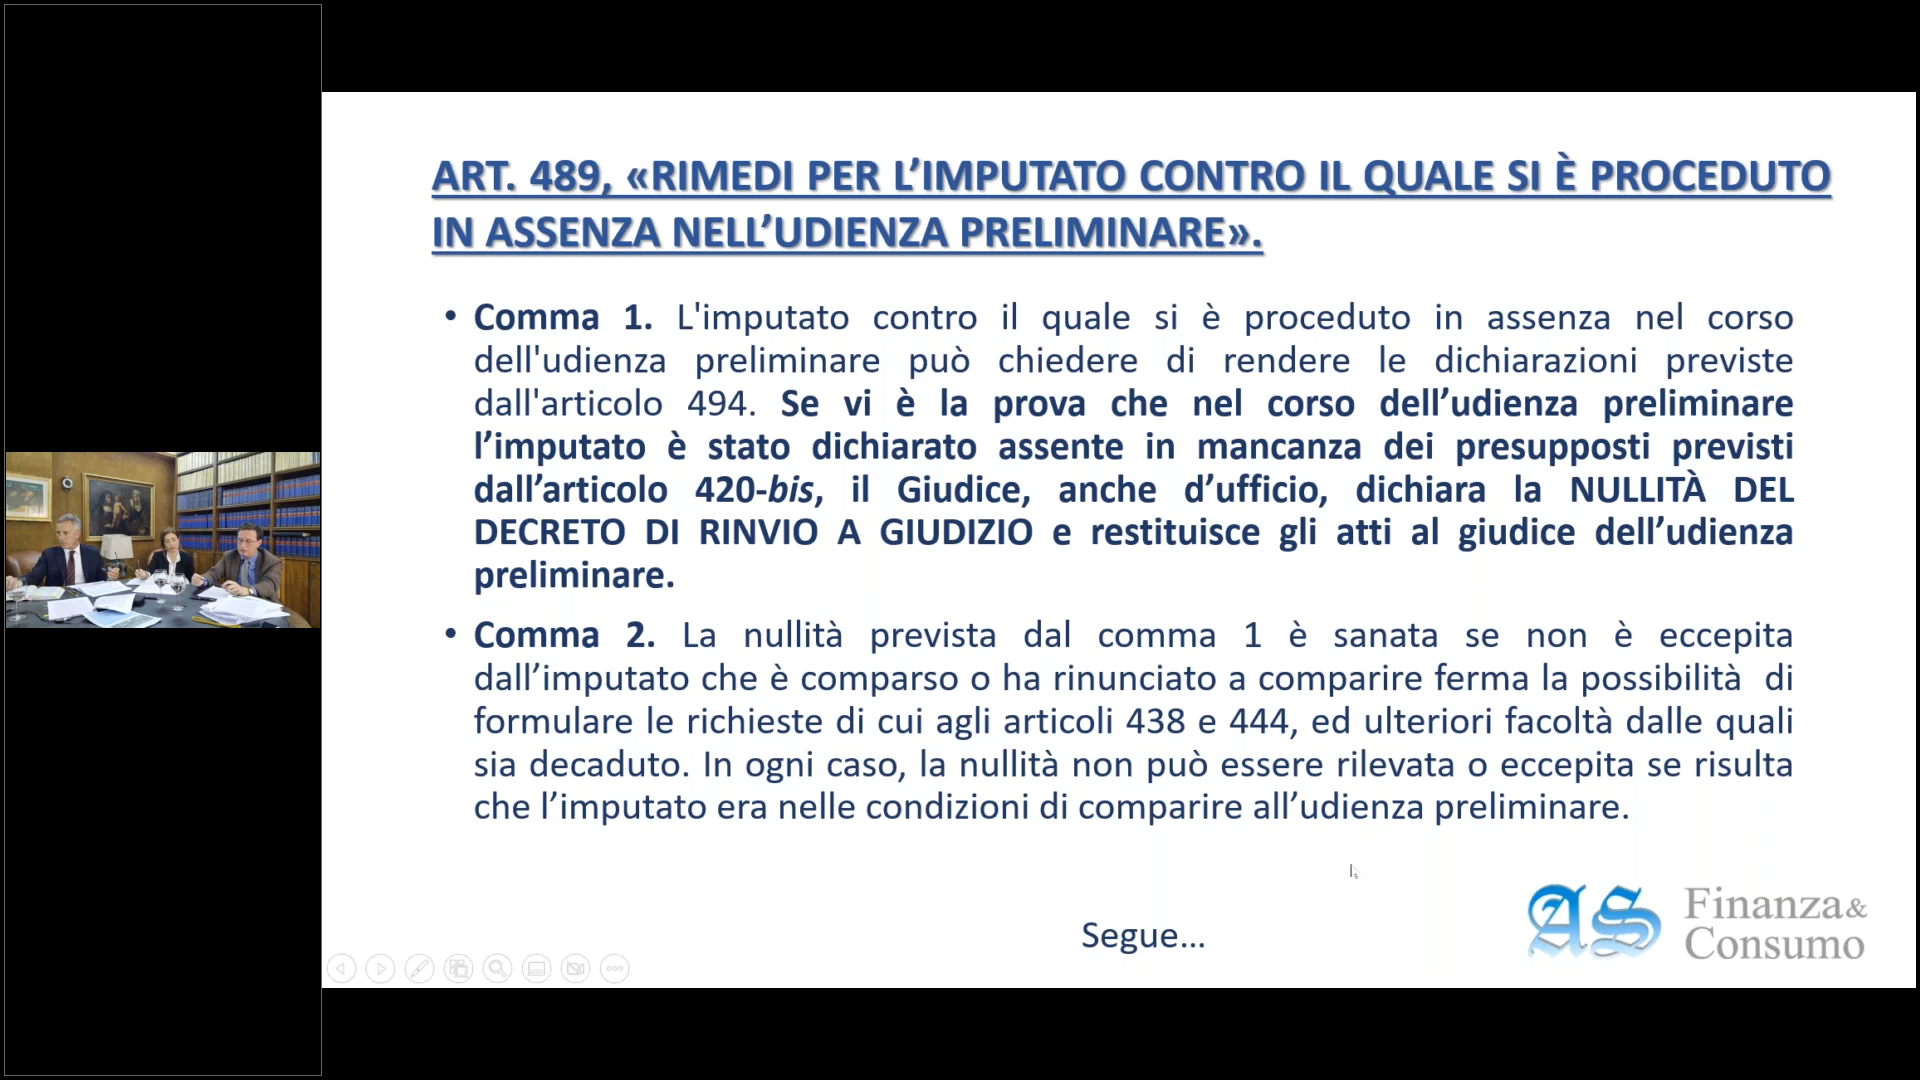 ART. 489, «RIMEDI PER L’IMPUTATO CONTRO IL QUALE SI È PROCEDUTO
IN ASSENZA NELL’UDIENZA PRELIMINARE».
• Comma 1. L'imputato contro il quale si è proceduto in assenza nel corso
dell'udienza preliminare può chiedere di rendere le dichiarazioni previste
dall'articolo 494. Se vi è la prova che nel corso dell’udienza preliminare
l’imputato è stato dichiarato assente in mancanza dei presupposti previsti
dall’articolo 420-bis, il Giudice, anche d’ufficio, dichiara la NULLITÀ DEL
DECRETO DI RINVIO A GIUDIZIO e restituisce gli atti al giudice dell’udienza
preliminare.
• Comma 2. La nullità prevista dal comma 1 è sanata se non è eccepita
dall’imputato che è comparso o ha rinunciato a comparire ferma la possibilità di
formulare le richieste di cui agli articoli 438 e 444, ed ulteriori facoltà dalle quali
sia decaduto. In ogni caso, la nullità non può essere rilevata o eccepita se risulta
che l’imputato era nelle condizioni di comparire all’udienza preliminare.
Segue...
AS Finanza&
Consumo